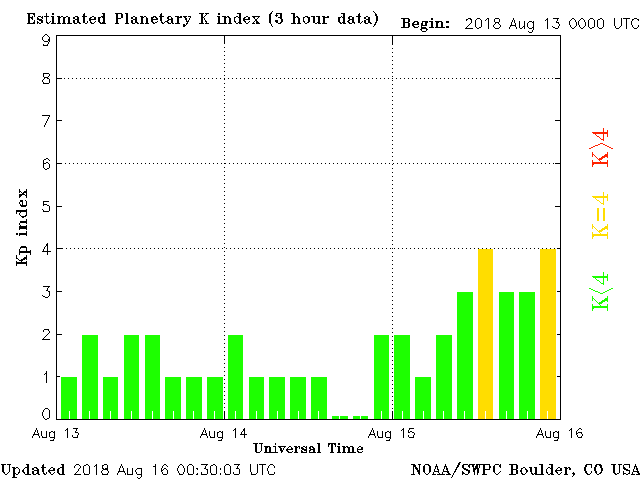 Estimated Planetary K index (3 hour data)
Begin: 2018 Aug 13 0000 UTC
9
8
7
6
5
4
3
2
1
0
Kp index
K>4
K=4
K<4
Aug 13
Aug 14
Aug 15
Aug 16
Universal Time
Updated 2018 Aug 16 00:30:03 UTC
NOAA/SWPC Boulder, CO USA